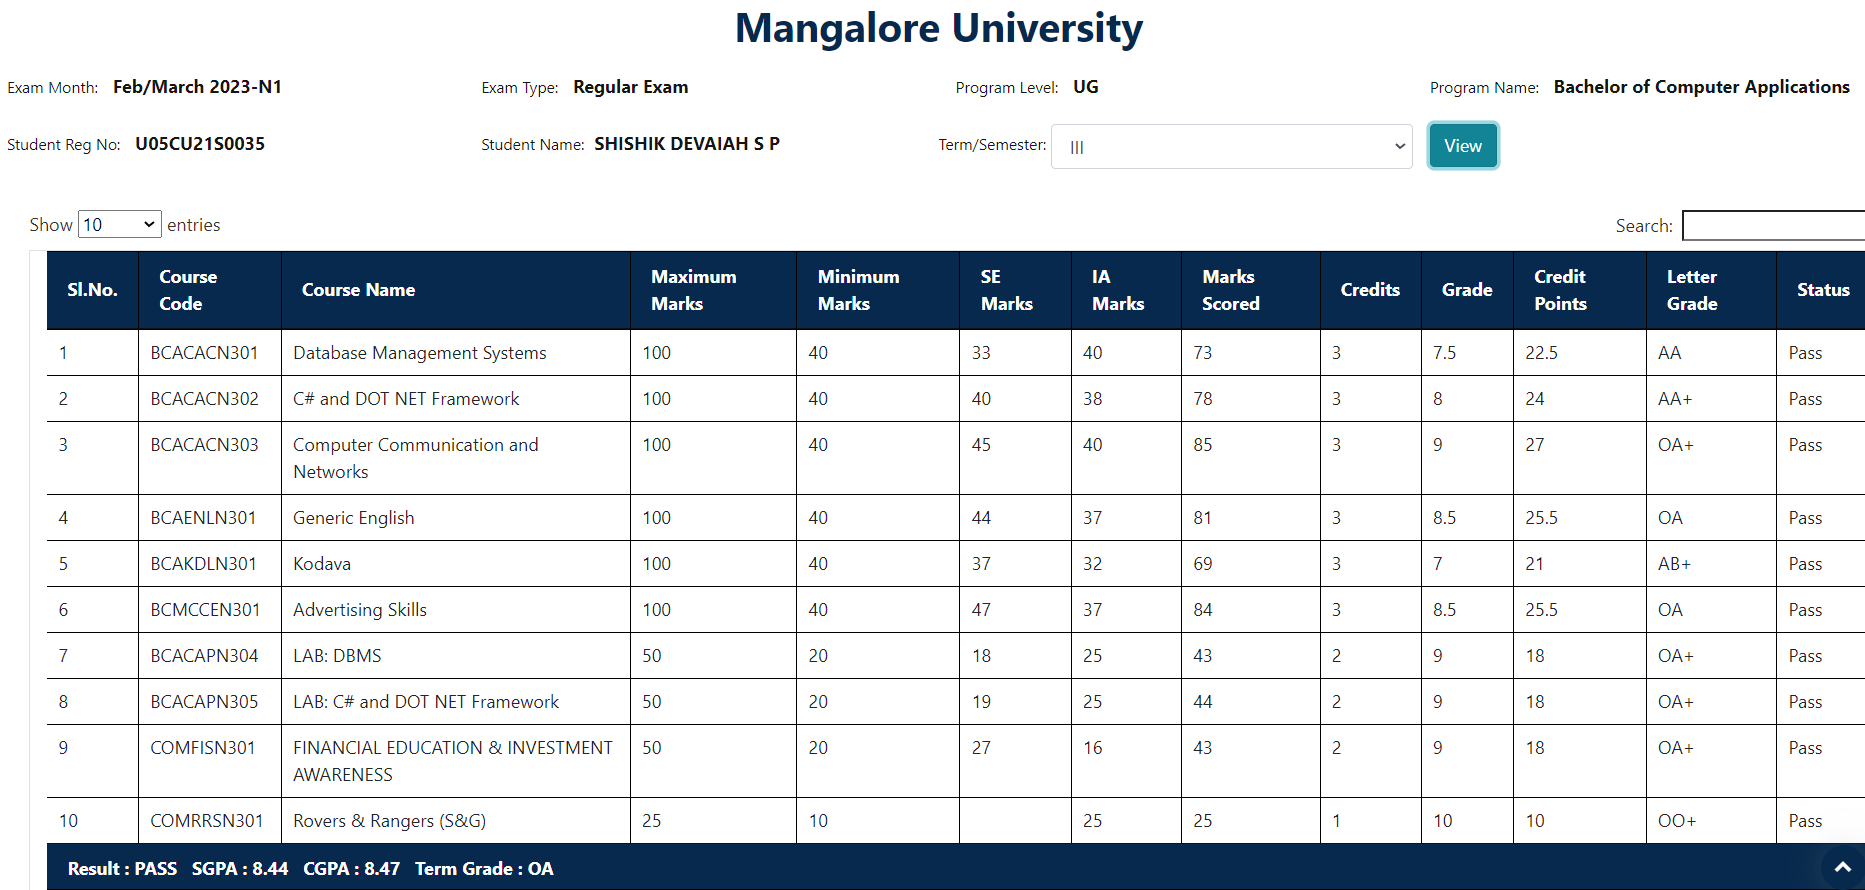 Mangalore University
Exam Month: Feb/March 2023-N1 Exam Type: Regular Exam Program Level: UG Program Name: Bachelor of Computer Applications
Student Reg No: U05CU21S0035 Student Name: SHISHIK DEVAIAH S P Term/Semester: III View
Show 10 entries Search:
Sl.No. Course Code Course Name Maximum Marks Minimum Marks SE Marks IA Marks Marks Scored Credits Grade Credit Points Letter Grade Status
1 BCACACN301 Database Management Systems 100 40 33 40 73 3 7.5 22.5 AA Pass
2 BCACACN302 C# and DOT NET Framework 100 40 40 38 78 3 8 24 AA+ Pass
3 BCACACN303 Computer Communication and Networks 100 40 45 40 85 3 9 27 OA+ Pass
4 BCAENLN301 Generic English 100 40 44 37 81 3 8.5 25.5 OA Pass
5 BCAKDLN301 Kodava 100 40 37 32 69 3 7 21 AB+ Pass
6 BCMCCEN301 Advertising Skills 100 40 47 37 84 3 8.5 25.5 OA Pass
7 BCACAPN304 LAB: DBMS 50 20 18 25 43 2 9 18 OA+ Pass
8 BCACAPN305 LAB: C# and DOT NET Framework 50 20 19 25 44 2 9 18 OA+ Pass
9 COMFISN301 FINANCIAL EDUCATION & INVESTMENT AWARENESS 50 20 27 16 43 2 9 18 OA+ Pass
10 COMRRSN301 Rovers & Rangers (S&G) 25 10 25 25 1 10 10 OO+ Pass
Result : PASS SGPA : 8.44 CGPA : 8.47 Term Grade : OA